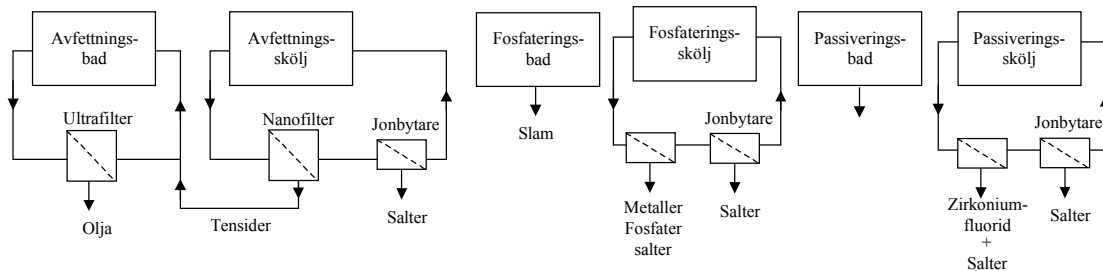 Avfettnings-
bad
Avfettnings-
skölj
Fosfaterings-
bad
Fosfaterings-
skölj
Passiverings-
bad
Passiverings-
skölj
Ultrafilter
Nanofilter
Jonbytare
Slam
Jonbytare
Jonbytare
Olja
Tensider
Salter
Metaller
Fosfater
salter
Salter
Zirkonium-
fluorid
+
Salter
Salter